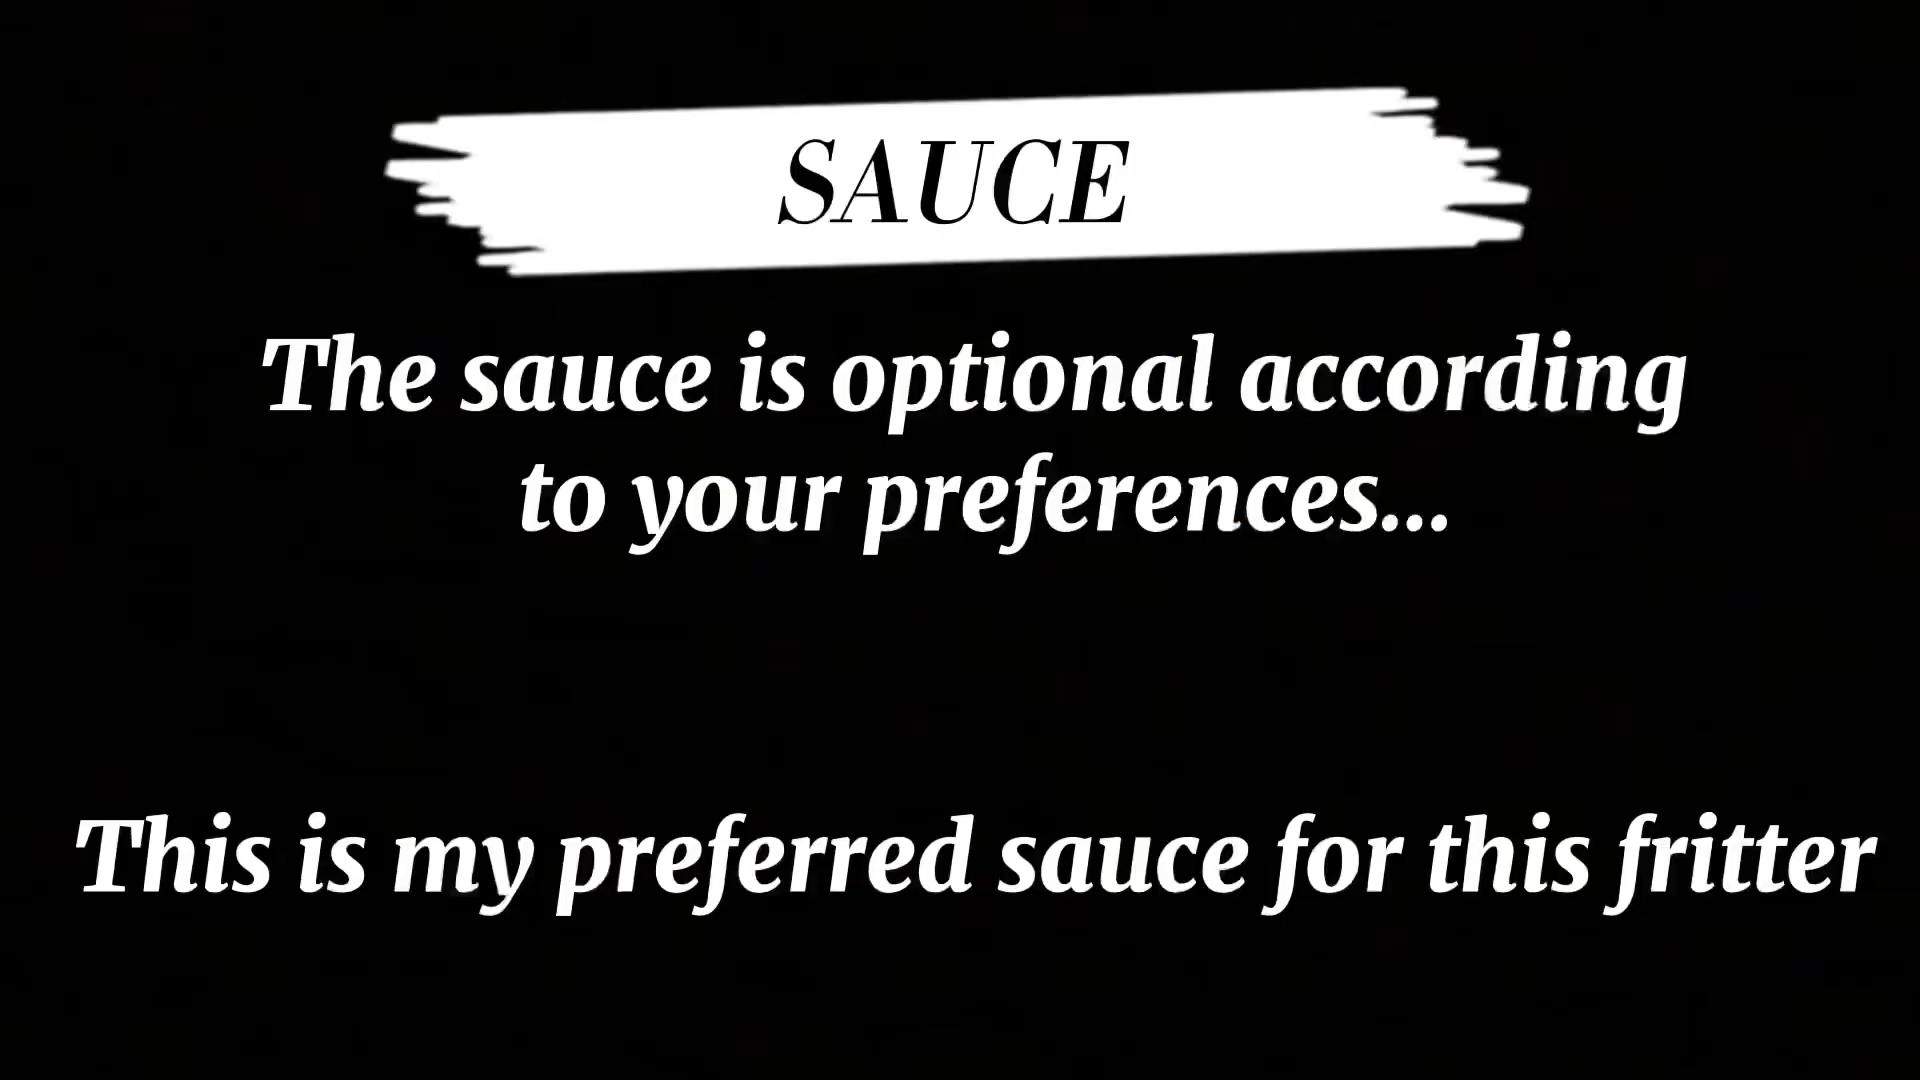 SAUCE
The sauce is optional according
to your preferences...
This is my preferred sauce for this fritter